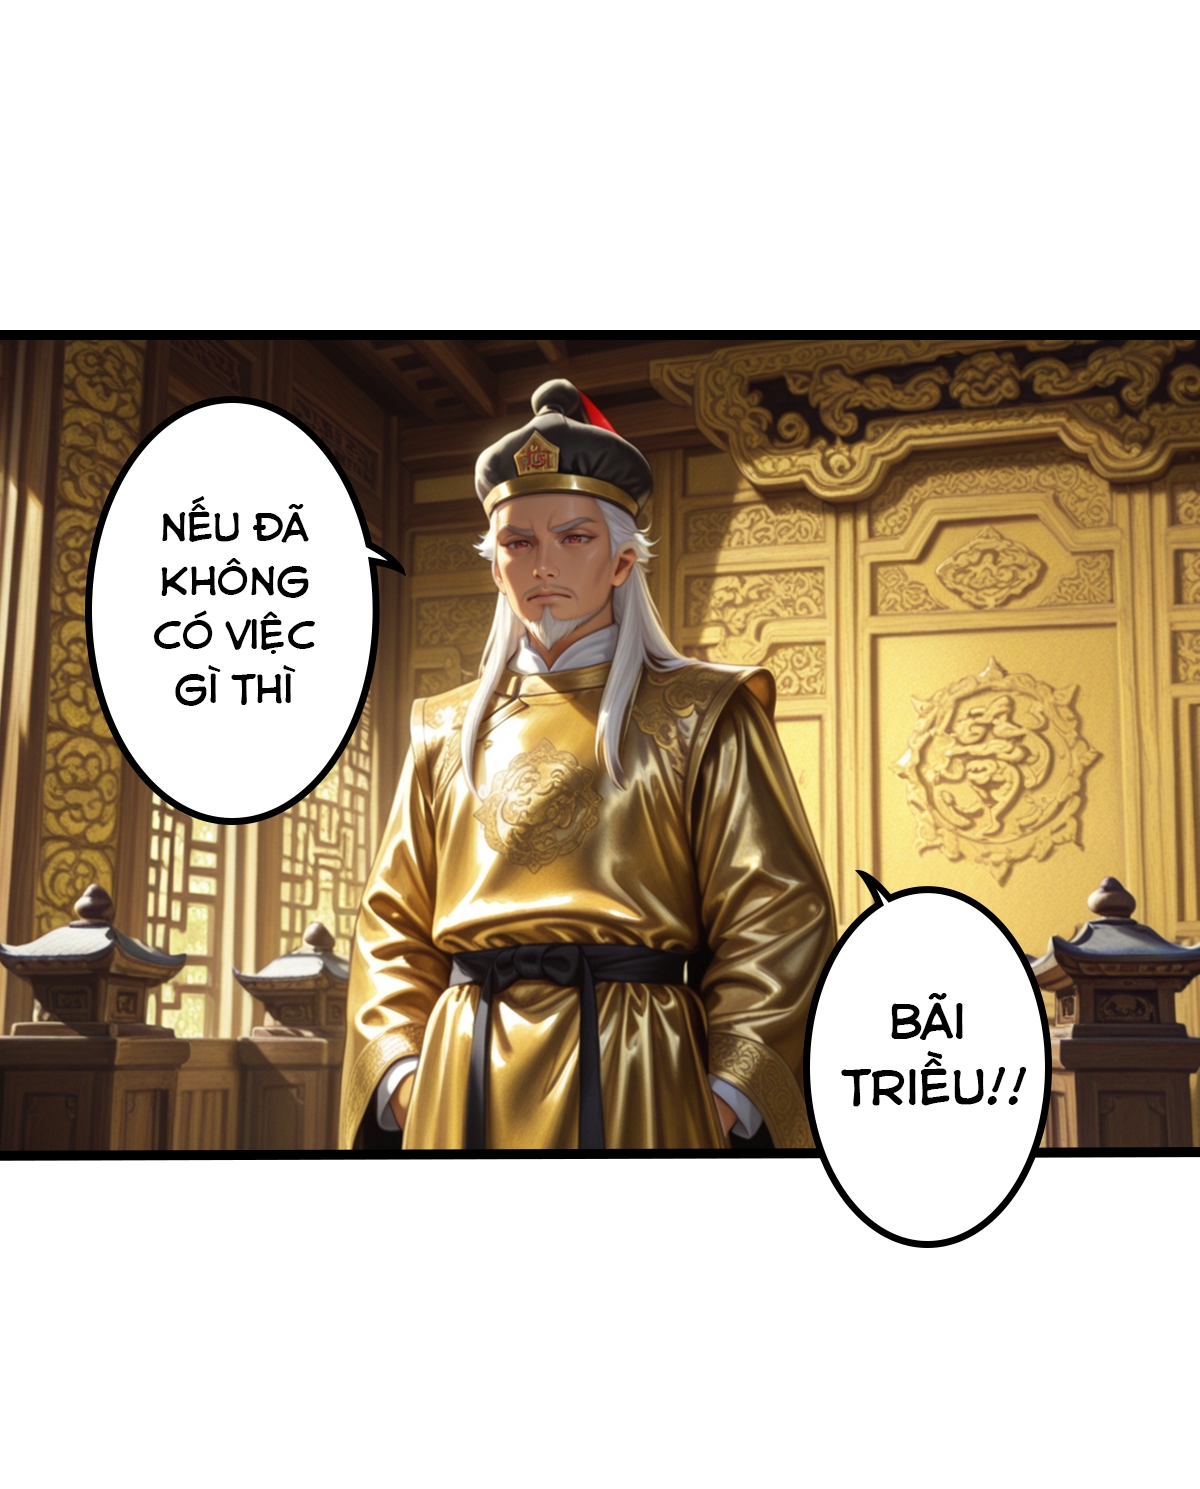 NẾU ĐÃ
KHÔNG
CÓ VIỆC
GÌ THÌ
BÃI
TRIỀU!!